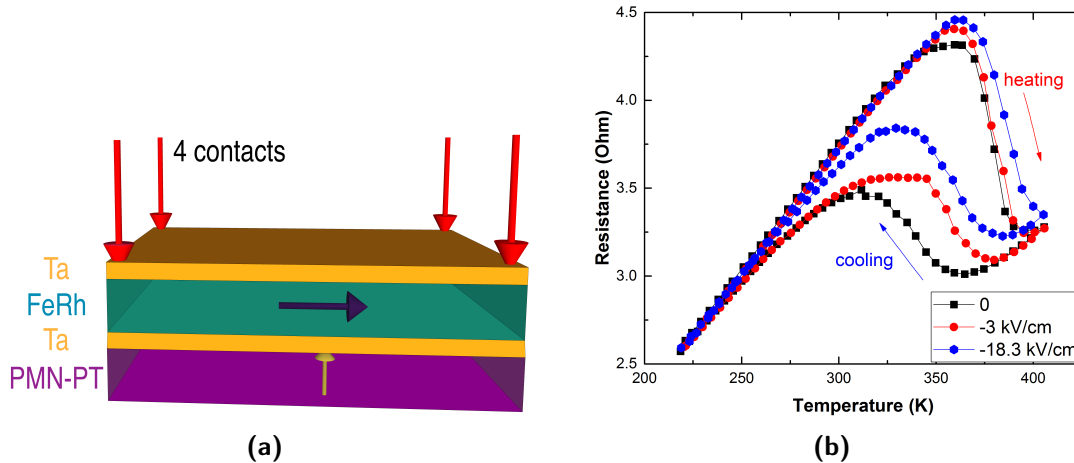 4 contacts
Ta
FeRh
Ta
PMN-PT
(a)
4.5
4.0
3.5
3.0
2.5
Resistance (Ohm)
heating
cooling
0
-3 kV/cm
-18.3 kV/cm
200 250 300 350 400
Temperature (K)
(b)